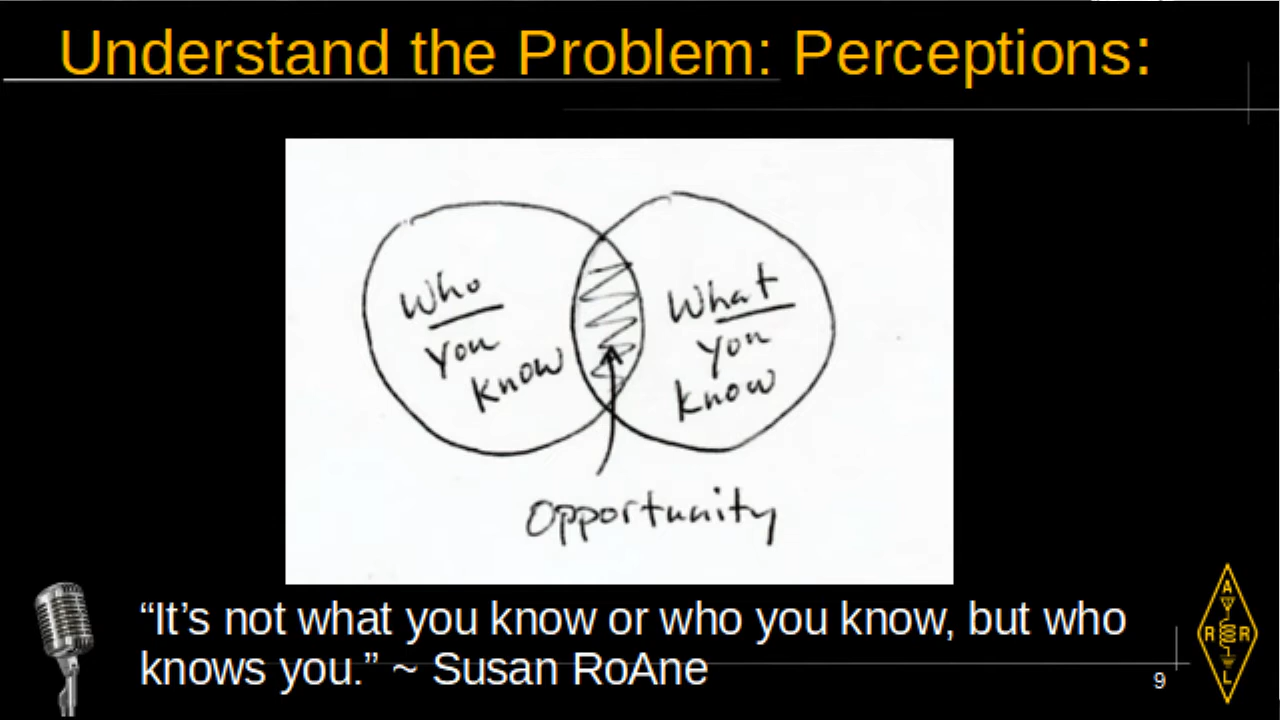 Understand the Problem: Perceptions:
Who
you
know
What
you
know
Opportunity
“It’s not what you know or who you know, but who
knows you.” ~ Susan RoAne
9
A
R R
L